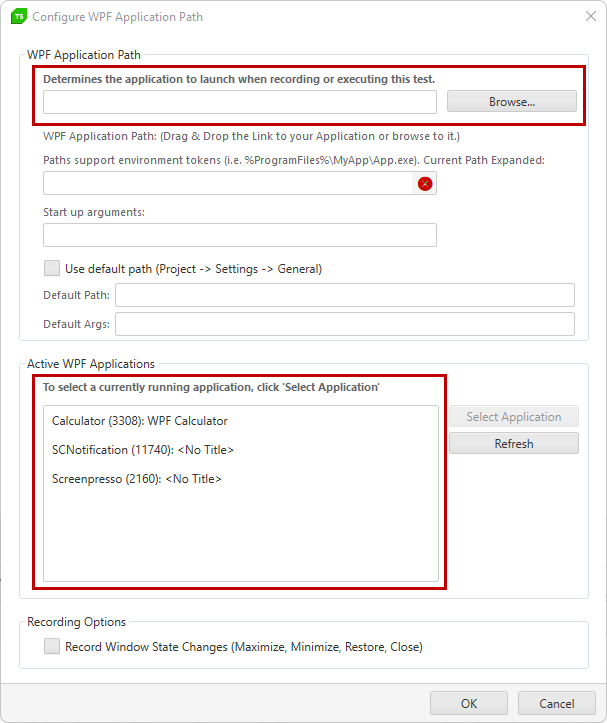 TS Configure WPF Application Path
WPF Application Path
Determines the application to launch when recording or executing this test.
Browse...
WPF Application Path: (Drag & Drop the Link to your Application or browse to it.)
Paths support environment tokens (i.e. %ProgramFiles%\MyApp\App.exe). Current Path Expanded:
Start up arguments:
Use default path (Project -> Settings -> General)
Default Path:
Default Args:
Active WPF Applications
To select a currently running application, click 'Select Application'
Calculator (3308): WPF Calculator
Select Application
SCNotification (11740): <No Title>
Refresh
Screenpresso (2160): <No Title>
Recording Options
Record Window State Changes (Maximize, Minimize, Restore, Close)
OK
Cancel